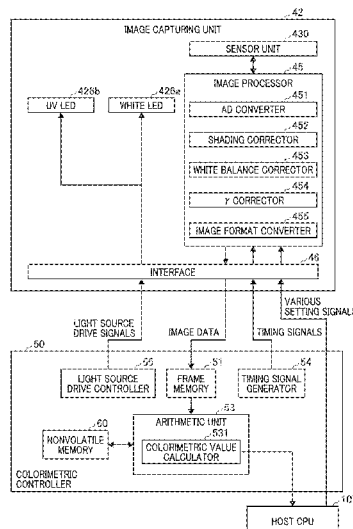 42
IMAGE CAPTURING UNIT
430
SENSOR UNIT
45
IMAGE PROCESSOR
426b
UV LED
426a
WHITE LED
451
AD CONVERTER
452
SHADING CORRECTOR
453
WHITE BALANCE CORRECTOR
454
γ CORRECTOR
455
IMAGE FORMAT CONVERTER
46
INTERFACE
LIGHT SOURCE
DRIVE SIGNALS
IMAGE DATA
TIMING SIGNALS
VARIOUS
SETTING SIGNALS
50
55
LIGHT SOURCE
DRIVE CONTROLLER
51
FRAME
MEMORY
54
TIMING SIGNAL
GENERATOR
60
NONVOLATILE
MEMORY
53
ARITHMETIC UNIT
531
COLORIMETRIC VALUE
CALCULATOR
COLORIMETRIC
CONTROLLER
10
HOST CPU